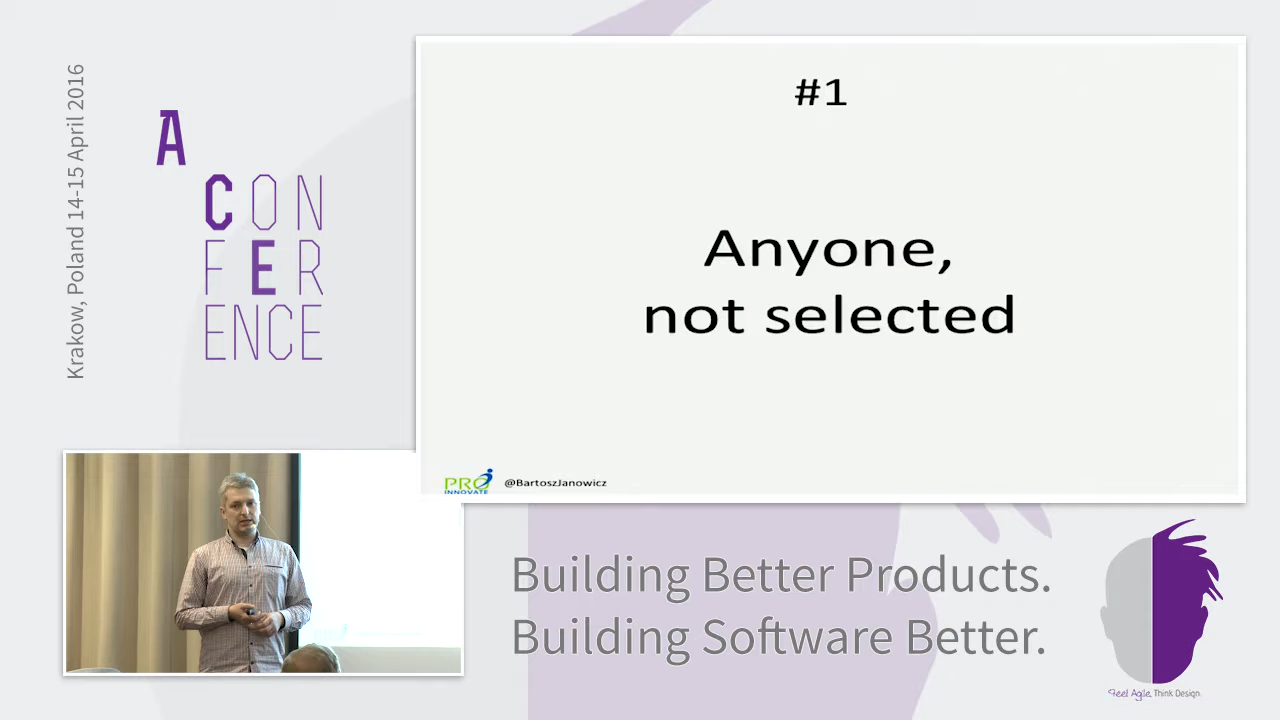 Krakow, Poland 14-15 April 2016
A
CON
FER
ENCE
#1
Anyone,
not selected
PRO
INNOVATE
@BartoszJanowicz
Building Better Products.
Building Software Better.
Feel Agile. Think Design